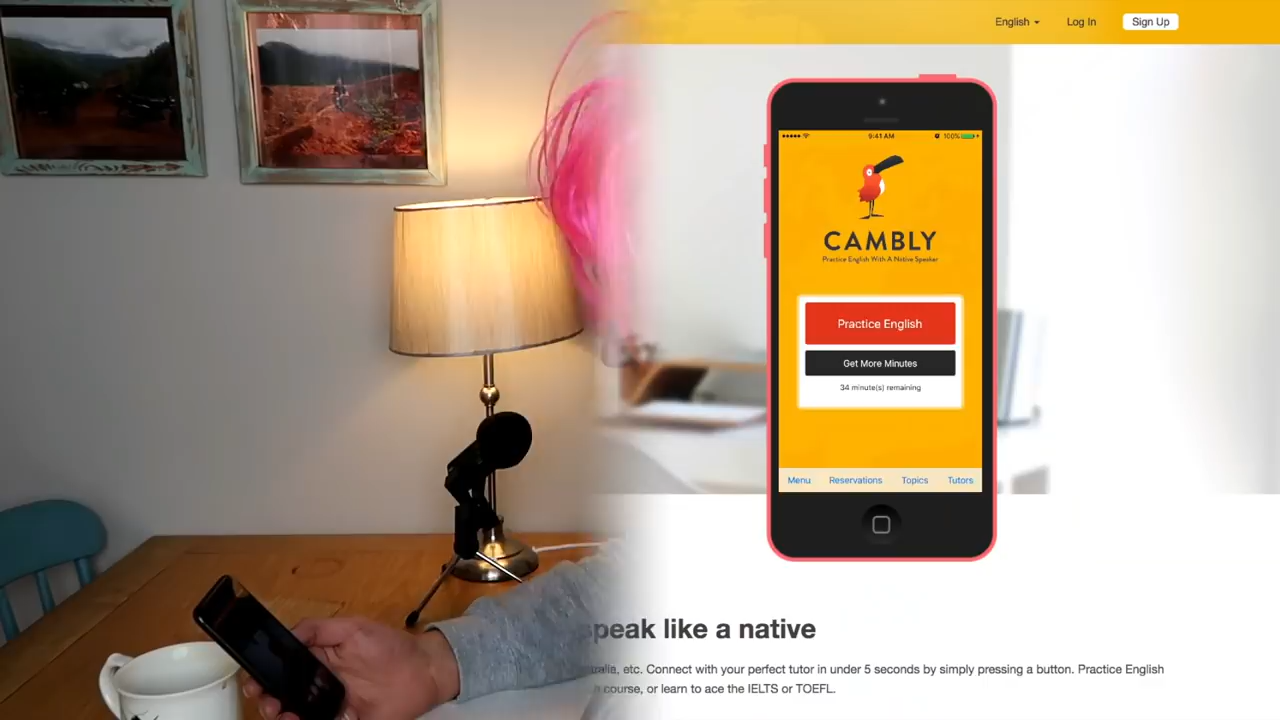 English
Log In
Sign Up
9:41 AM
100%
CAMBLY
Practice English With A Native Speaker
Practice English
Get More Minutes
34 minute(s) remaining
Menu
Reservations
Topics
Tutors
speak like a native
etc. Connect with your perfect tutor in under 5 seconds by simply pressing a button. Practice English
course, or learn to ace the IELTS or TOEFL.